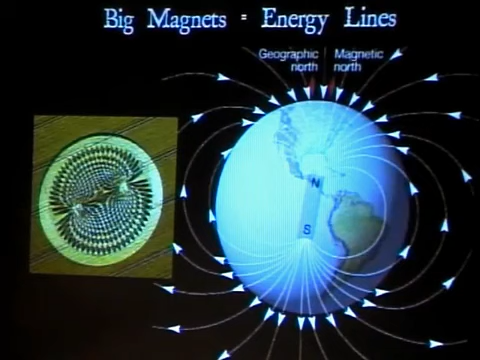 Big Magnets = Energy Lines
Geographic north
Magnetic north
N
S